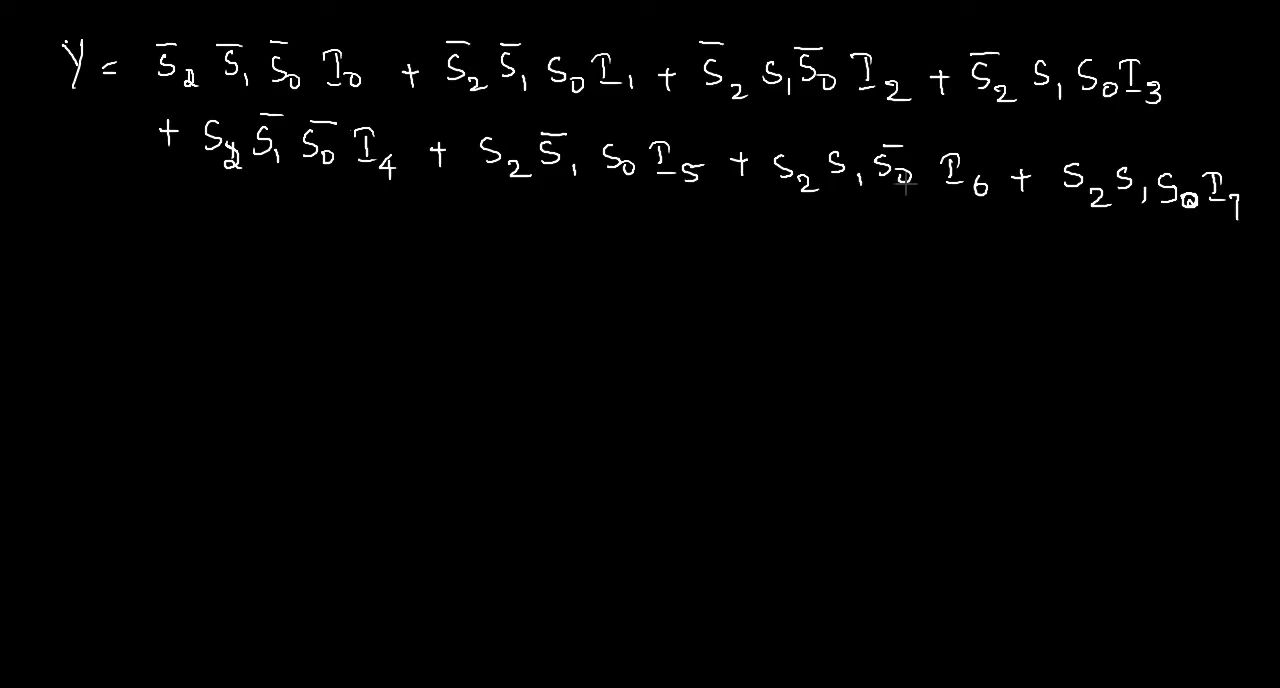 Y = S̅₂ S̅₁ S̅₀ I₀ + S̅₂ S̅₁ S₀ I₁ + S̅₂ S₁ S̅₀ I₂ + S̅₂ S₁ S₀ I₃
+ S₂ S̅₁ S̅₀ I₄ + S₂ S̅₁ S₀ I₅ + S₂ S₁ S̅₀ I₆ + S₂ S₁ S₀ I₇